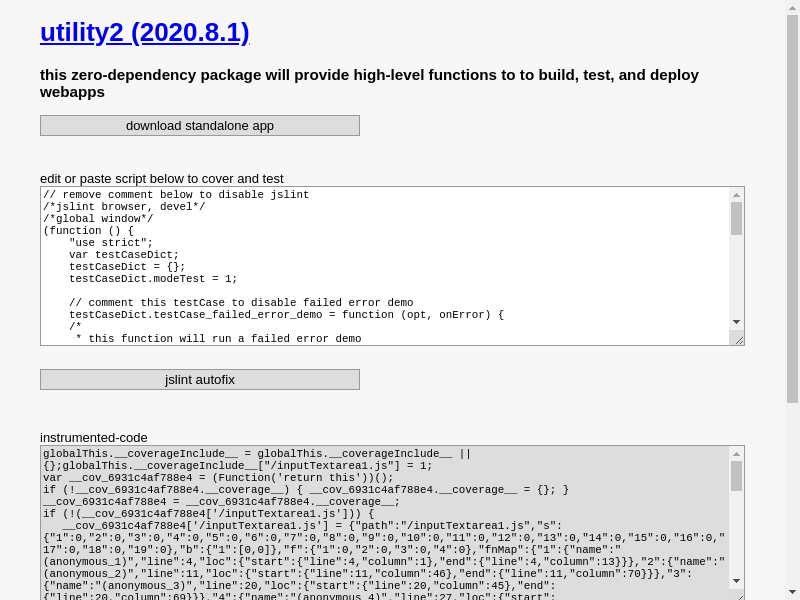 utility2 (2020.8.1)
this zero-dependency package will provide high-level functions to to build, test, and deploy
webapps
download standalone app
edit or paste script below to cover and test
// remove comment below to disable jslint
/*jslint browser, devel*/
/*global window*/
(function () {
    "use strict";
    var testCaseDict;
    testCaseDict = {};
    testCaseDict.modeTest = 1;
    // comment this testCase to disable failed error demo
    testCaseDict.testCase_failed_error_demo = function (opt, onError) {
    /*
     * this function will run a failed error demo
jslint autofix
instrumented-code
globalThis.__coverageInclude__ = globalThis.__coverageInclude__ ||
{};globalThis.__coverageInclude__["/inputTextarea1.js"] = 1;
var __cov_6931c4af788e4 = (Function('return this'))();
if (!__cov_6931c4af788e4.__coverage__) { __cov_6931c4af788e4.__coverage__ = {}; }
__cov_6931c4af788e4 = __cov_6931c4af788e4.__coverage__;
if (!(__cov_6931c4af788e4['/inputTextarea1.js'])) {
   __cov_6931c4af788e4['/inputTextarea1.js'] = {"path":"/inputTextarea1.js","s":
{"1":0,"2":0,"3":0,"4":0,"5":0,"6":0,"7":0,"8":0,"9":0,"10":0,"11":0,"12":0,"13":0,"14":0,"15":0,"16":0,"
17":0,"18":0,"19":0},"b":{"1":[0,0]},"f":{"1":0,"2":0,"3":0,"4":0},"fnMap":{"1":{"name":"
(anonymous_1)","line":4,"loc":{"start":{"line":4,"column":1},"end":{"line":4,"column":13}}},"2":{"name":"
(anonymous_2)","line":11,"loc":{"start":{"line":11,"column":46},"end":{"line":11,"column":70}}},"3":
{"name":"(anonymous_3)","line":20,"loc":{"start":{"line":20,"column":45},"end":
{"line":20,"column":69}}},"4":{"name":"(anonymous_4)","line":27,"loc":{"start":